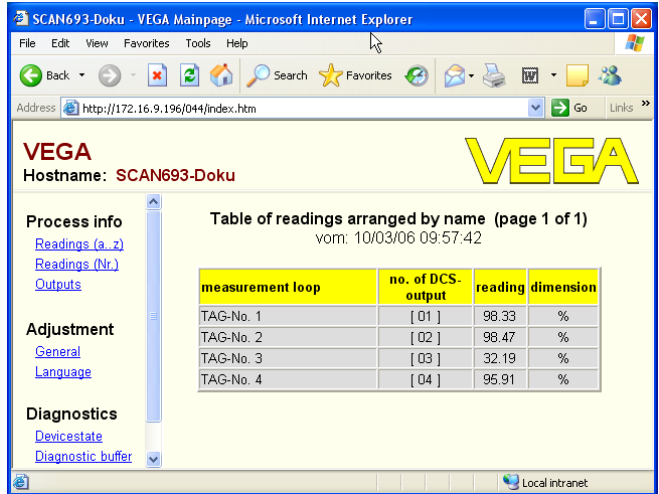 SCAN693-Doku - VEGA Mainpage - Microsoft Internet Explorer
File Edit View Favorites Tools Help
Back Search Favorites
Address http://172.16.9.196/044/index.htm Go Links »
VEGA
Hostname: SCAN693-Doku
VEGA
Process info
Readings (a..z)
Readings (Nr.)
Outputs
Adjustment
General
Language
Diagnostics
Devicestate
Diagnostic buffer
Table of readings arranged by name (page 1 of 1)
vom: 10/03/06 09:57:42
measurement loop no. of DCS-output reading dimension
TAG-No. 1 [ 01 ] 98.33 %
TAG-No. 2 [ 02 ] 98.47 %
TAG-No. 3 [ 03 ] 32.19 %
TAG-No. 4 [ 04 ] 95.91 %
Local intranet